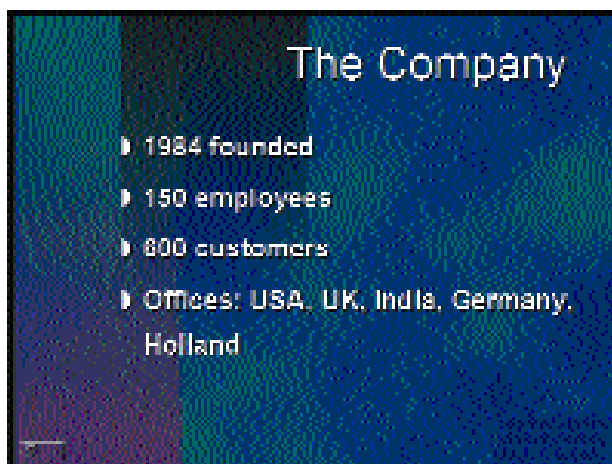 The Company
1984 founded
150 employees
800 customers
Offices: USA, UK, India, Germany,
Holland